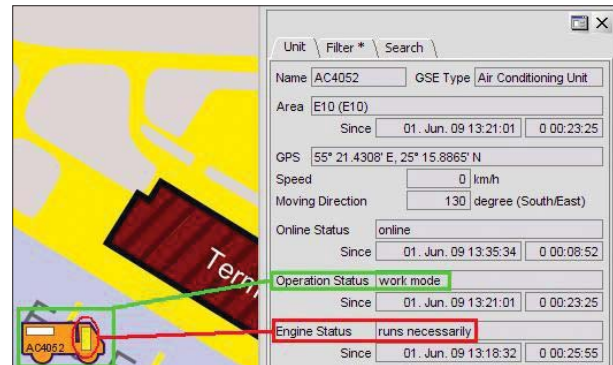 Unit Filter * Search
Name AC4052 GSE Type Air Conditioning Unit
Area E10 (E10)
Since 01. Jun. 09 13:21:01 0 00:23:25
GPS 55° 21.4308' E, 25° 15.8865' N
Speed 0 km/h
Moving Direction 130 degree (South/East)
Online Status online
Since 01. Jun. 09 13:35:34 0 00:08:52
Operation Status work mode
Since 01. Jun. 09 13:21:01 0 00:23:25
Engine Status runs necessarily
Since 01. Jun. 09 13:18:32 0 00:25:55
Term
AC4052